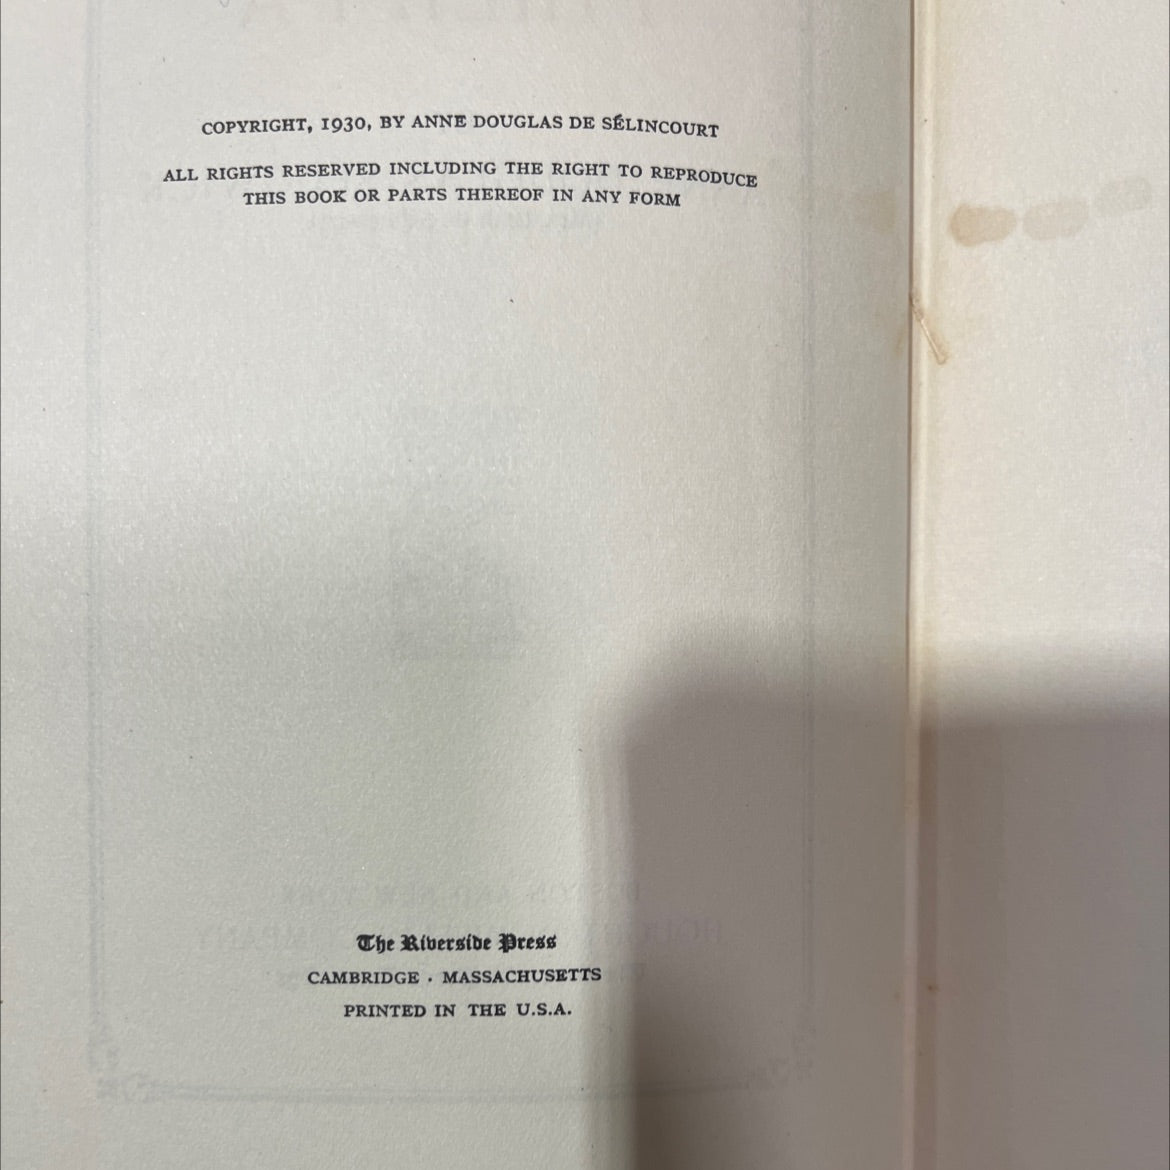 COPYRIGHT, 1930, BY ANNE DOUGLAS DE SÉLINCOURT
ALL RIGHTS RESERVED INCLUDING THE RIGHT TO REPRODUCE
THIS BOOK OR PARTS THEREOF IN ANY FORM
The Riverside Press
CAMBRIDGE · MASSACHUSETTS
PRINTED IN THE U.S.A.